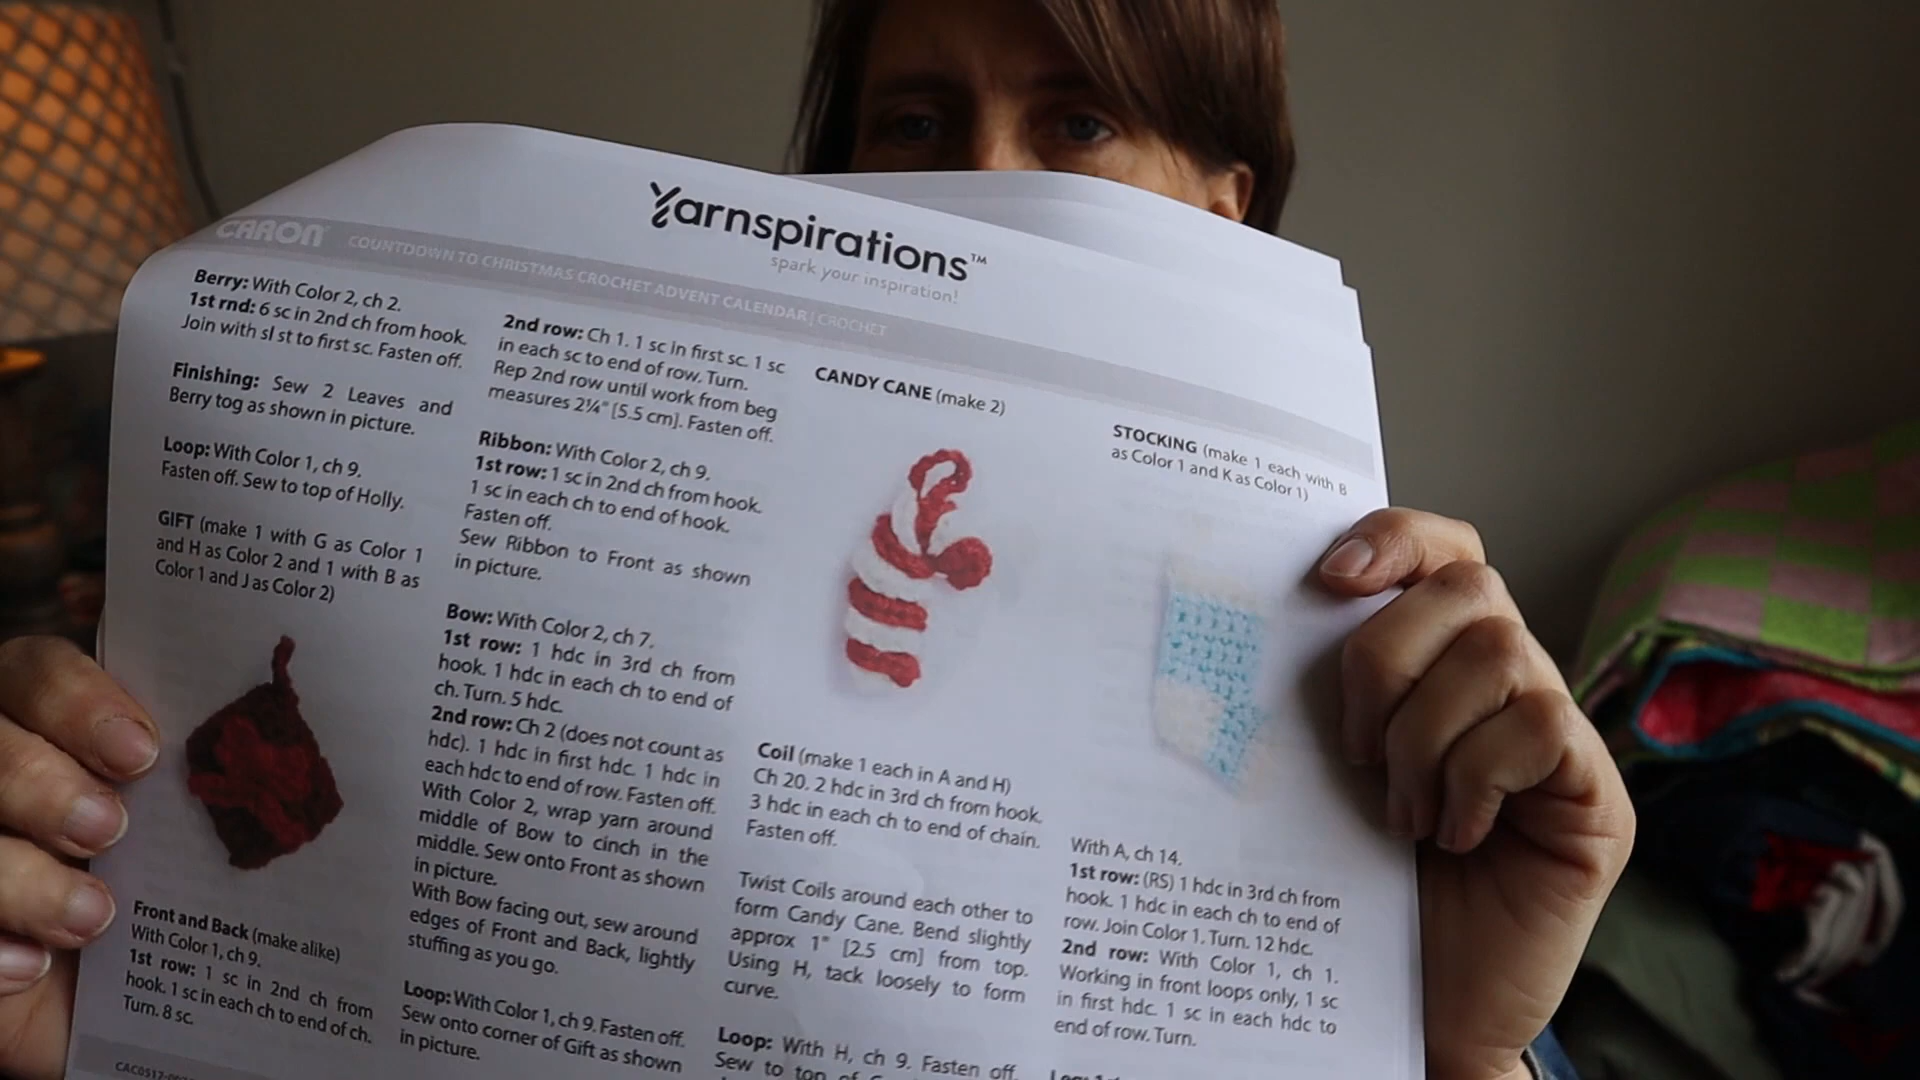 Yarnspirations™
spark your inspiration!
CARON
COUNTDOWN TO CHRISTMAS CROCHET ADVENT CALENDAR | CROCHET
Berry: With Color 2, ch 2.
1st rnd: 6 sc in 2nd ch from hook.
Join with sl st to first sc. Fasten off.
Finishing: Sew 2 Leaves and
Berry tog as shown in picture.
Loop: With Color 1, ch 9.
Fasten off. Sew to top of Holly.
GIFT (make 1 with G as Color 1
and H as Color 2 and 1 with B as
Color 1 and J as Color 2)
Front and Back (make alike)
With Color 1, ch 9.
1st row: 1 sc in 2nd ch from
hook. 1 sc in each ch to end of ch.
Turn. 8 sc.
2nd row: Ch 1. 1 sc in first sc. 1 sc
in each sc to end of row. Turn.
Rep 2nd row until work from beg
measures 2¼" [5.5 cm]. Fasten off.
Ribbon: With Color 2, ch 9.
1st row: 1 sc in 2nd ch from hook.
1 sc in each ch to end of hook.
Fasten off.
Sew Ribbon to Front as shown
in picture.
Bow: With Color 2, ch 7.
1st row: 1 hdc in 3rd ch from
hook. 1 hdc in each ch to end of
ch. Turn. 5 hdc.
2nd row: Ch 2 (does not count as
hdc). 1 hdc in first hdc. 1 hdc in
each hdc to end of row. Fasten off.
With Color 2, wrap yarn around
middle of Bow to cinch in the
middle. Sew onto Front as shown
in picture.
With Bow facing out, sew around
edges of Front and Back, lightly
stuffing as you go.
Loop: With Color 1, ch 9. Fasten off.
Sew onto corner of Gift as shown
in picture.
CANDY CANE (make 2)
Coil (make 1 each in A and H)
Ch 20. 2 hdc in 3rd ch from hook.
3 hdc in each ch to end of chain.
Fasten off.
Twist Coils around each other to
form Candy Cane. Bend slightly
approx 1" [2.5 cm] from top.
Using H, tack loosely to form
curve.
Loop: With H, ch 9. Fasten off.
Sew to top of
STOCKING (make 1 each with B
as Color 1 and K as Color 1)
With A, ch 14.
1st row: (RS) 1 hdc in 3rd ch from
hook. 1 hdc in each ch to end of
row. Join Color 1. Turn. 12 hdc.
2nd row: With Color 1, ch 1.
Working in front loops only, 1 sc
in first hdc. 1 sc in each hdc to
end of row. Turn.